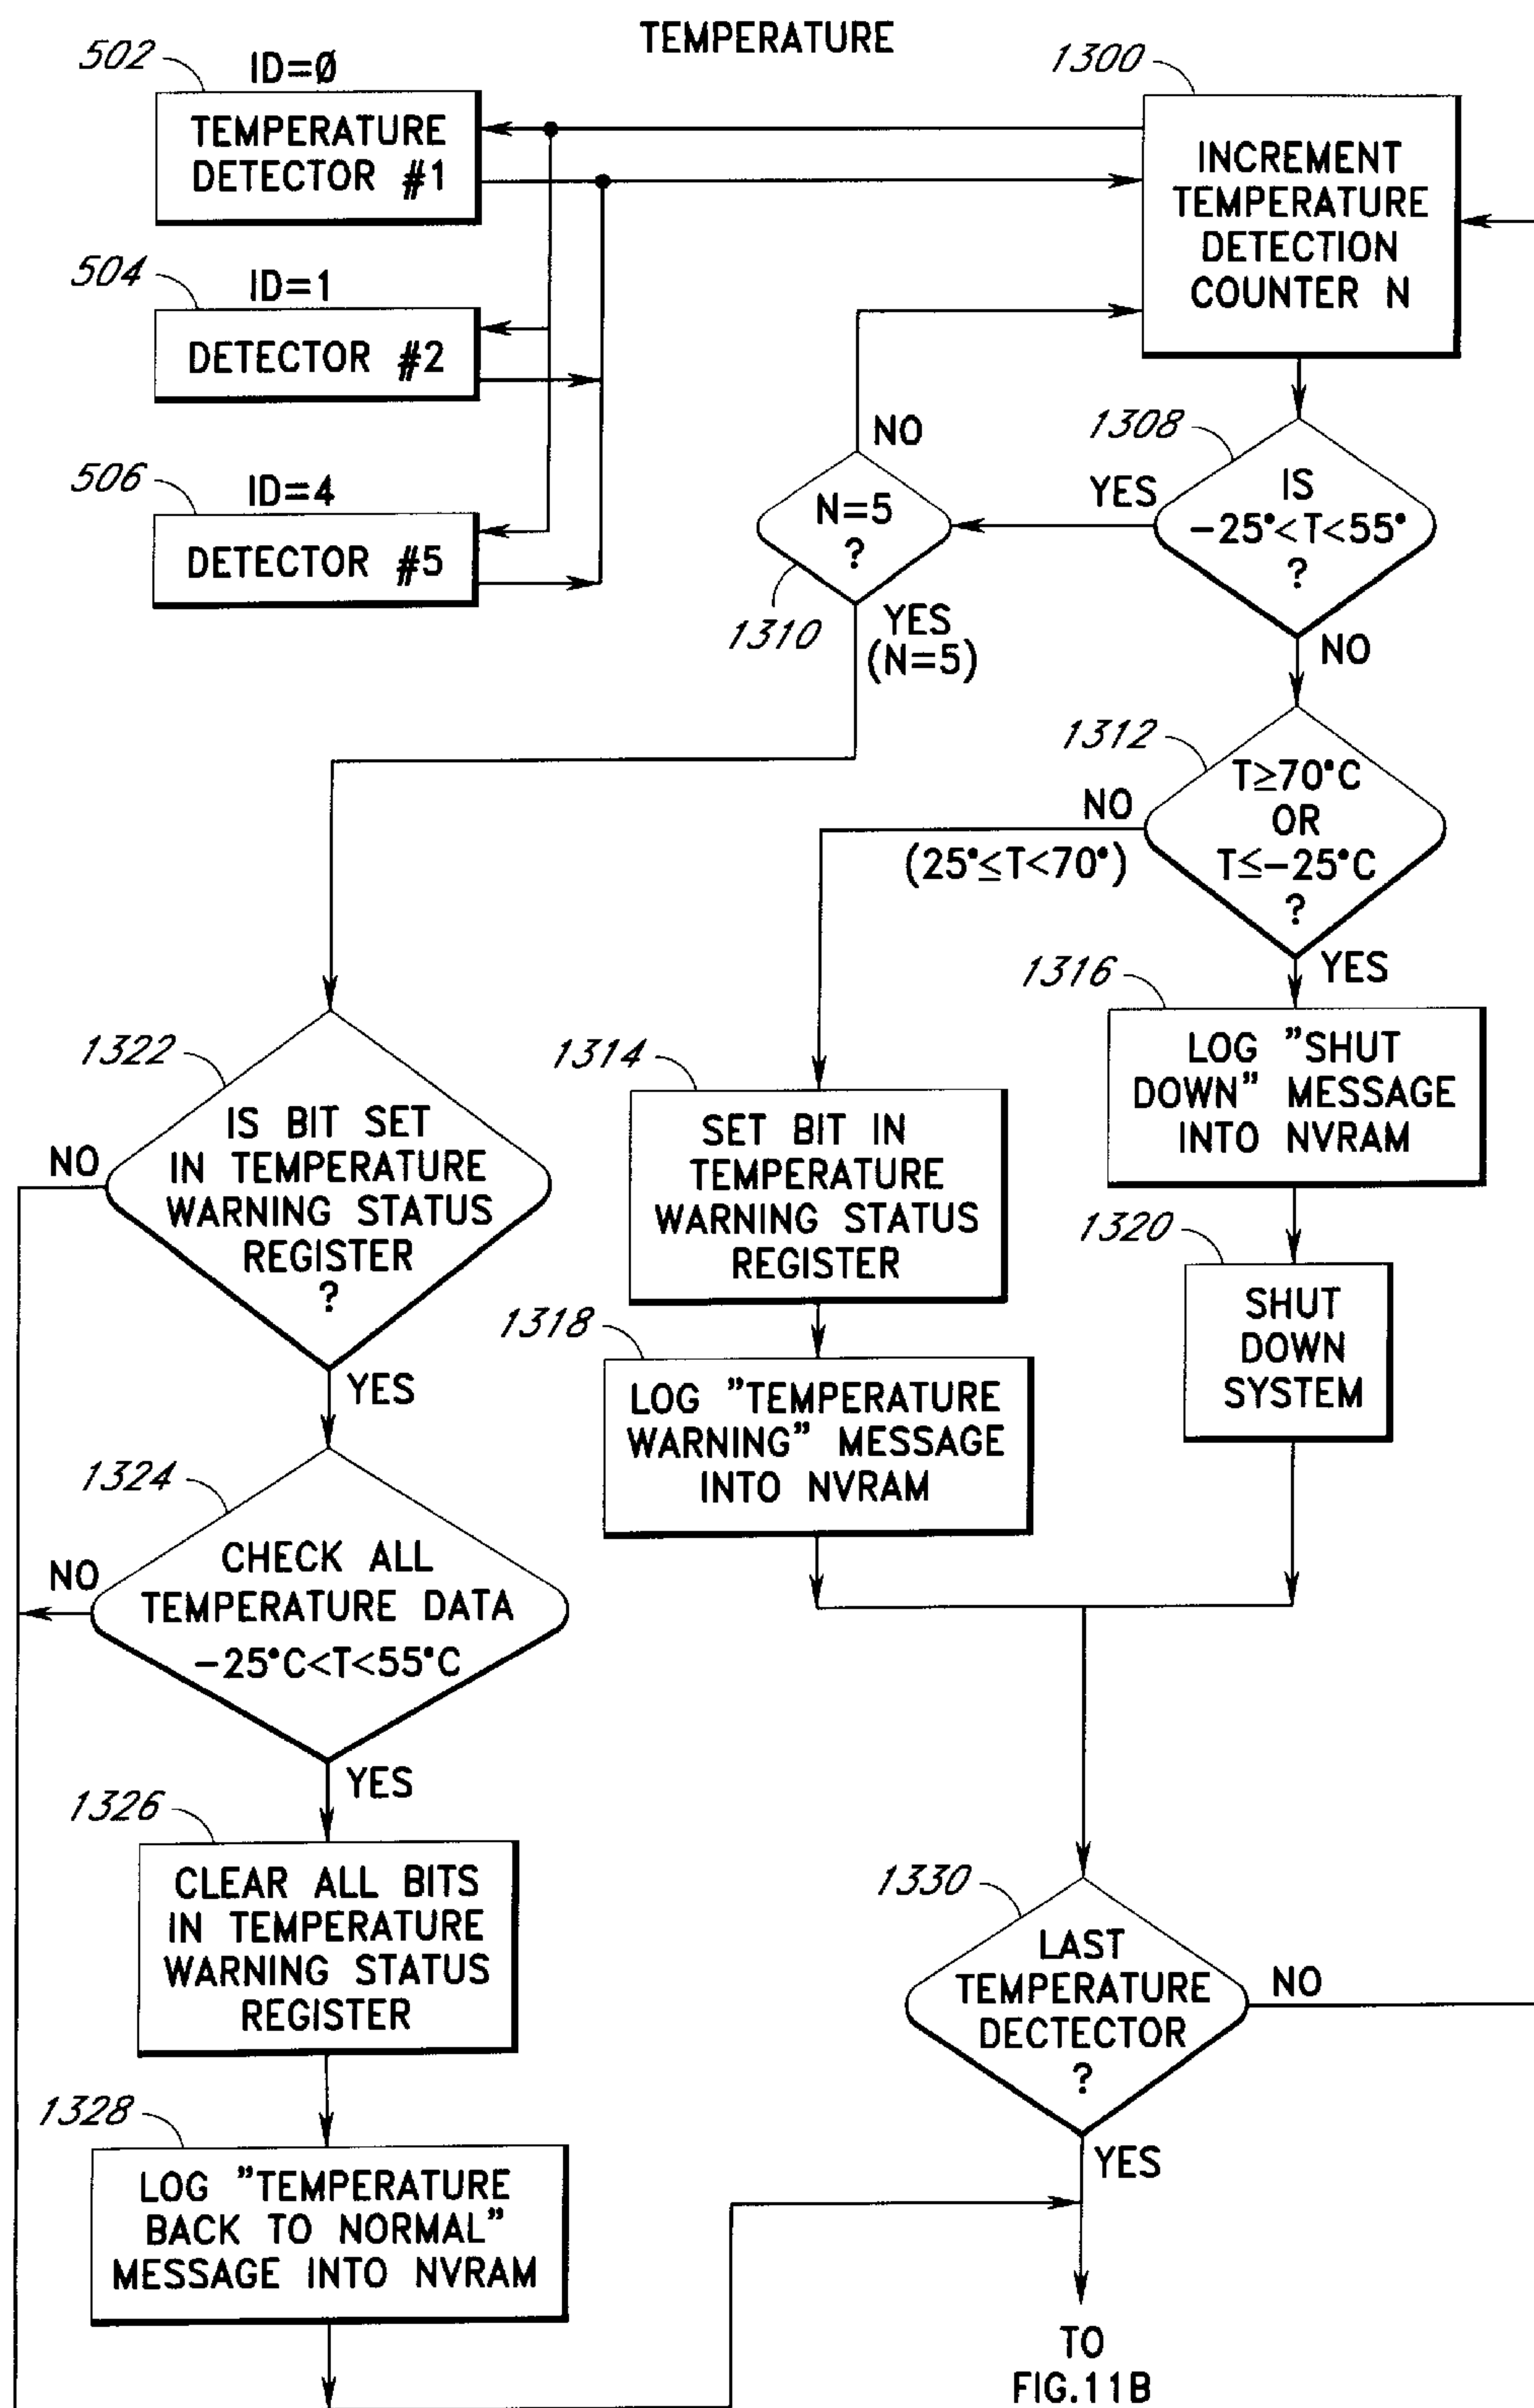 TEMPERATURE
502
ID=Ø
TEMPERATURE
DETECTOR #1
504
ID=1
DETECTOR #2
506
ID=4
DETECTOR #5
1300
INCREMENT
TEMPERATURE
DETECTION
COUNTER N
1308
IS
-25°<T<55°
?
YES
NO
NO
N=5
?
1310
YES
(N=5)
1312
T≥70°C
OR
T≤-25°C
?
NO
(25°≤T<70°)
YES
1316
LOG "SHUT
DOWN" MESSAGE
INTO NVRAM
1320
SHUT
DOWN
SYSTEM
1314
SET BIT IN
TEMPERATURE
WARNING STATUS
REGISTER
1318
LOG "TEMPERATURE
WARNING" MESSAGE
INTO NVRAM
1322
IS BIT SET
IN TEMPERATURE
WARNING STATUS
REGISTER
?
NO
YES
1324
CHECK ALL
TEMPERATURE DATA
-25°C<T<55°C
NO
YES
1326
CLEAR ALL BITS
IN TEMPERATURE
WARNING STATUS
REGISTER
1328
LOG "TEMPERATURE
BACK TO NORMAL"
MESSAGE INTO NVRAM
1330
LAST
TEMPERATURE
DECTECTOR
?
NO
YES
TO
FIG.11B